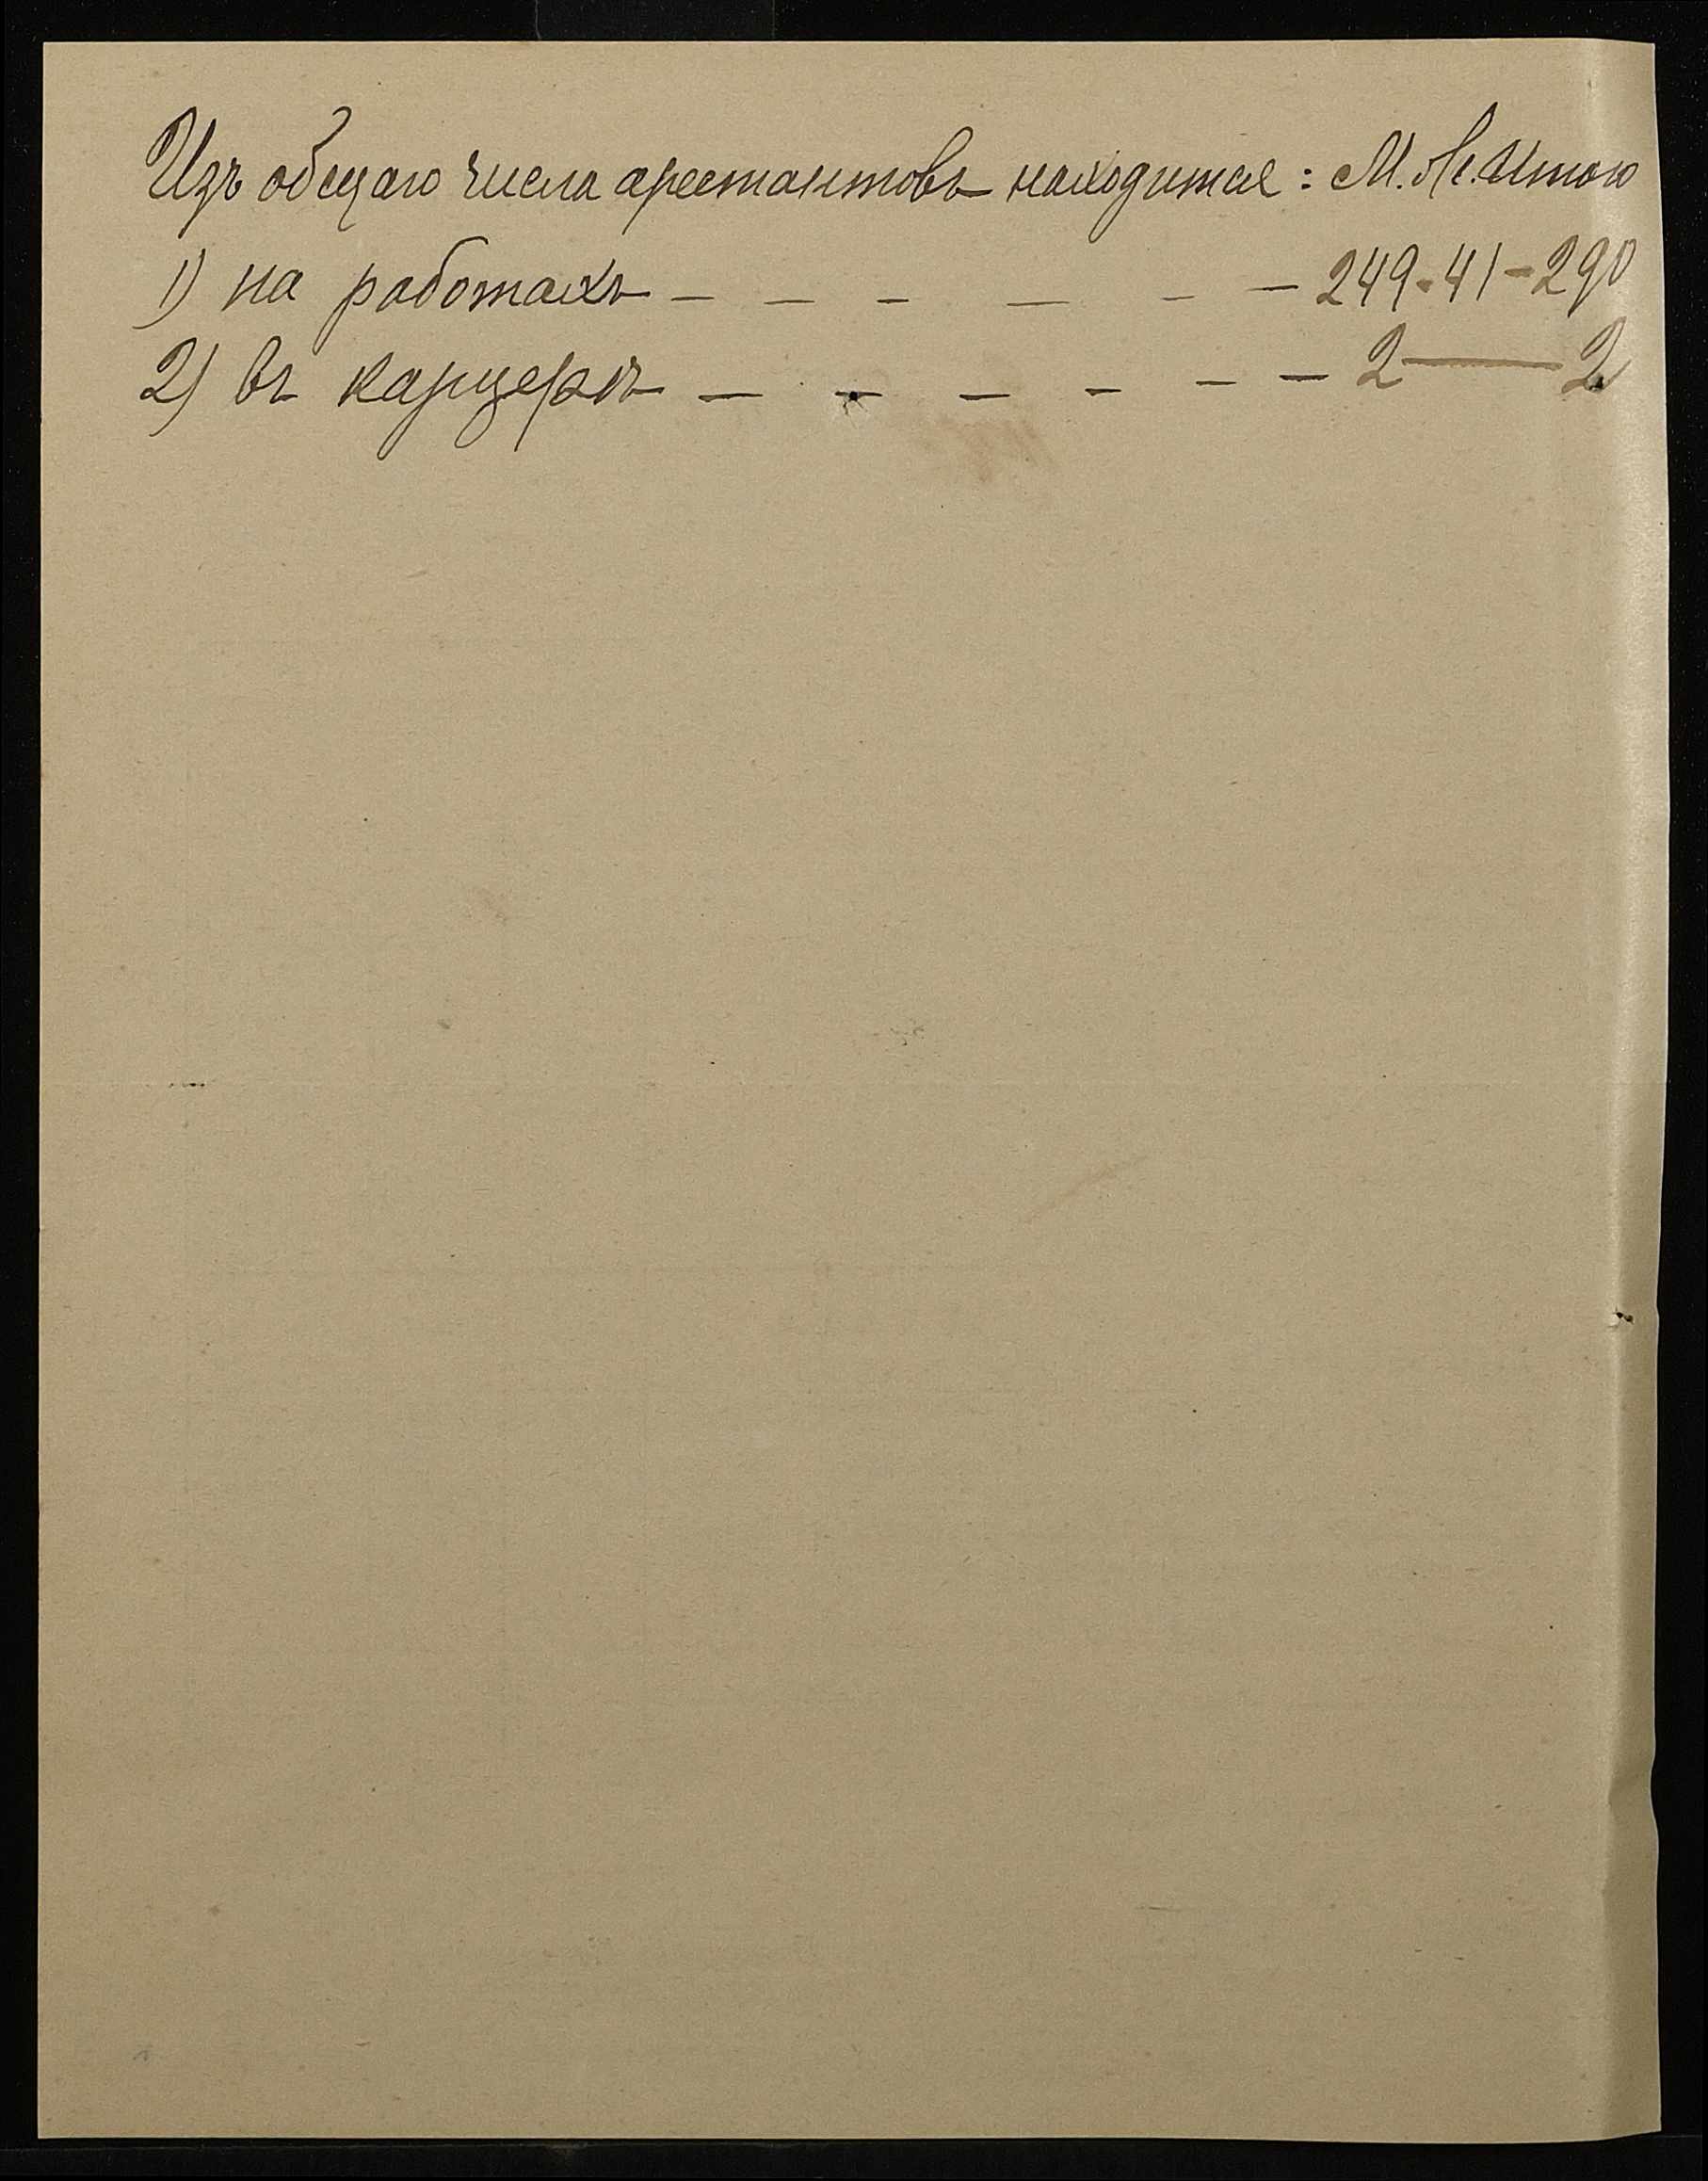 Изъ общаго числа арестантовъ находится: М. Ж. Итого
1) на работахъ — — — — — — 249-41-290
2) въ карцерѣ — — — — — — 2 — 2